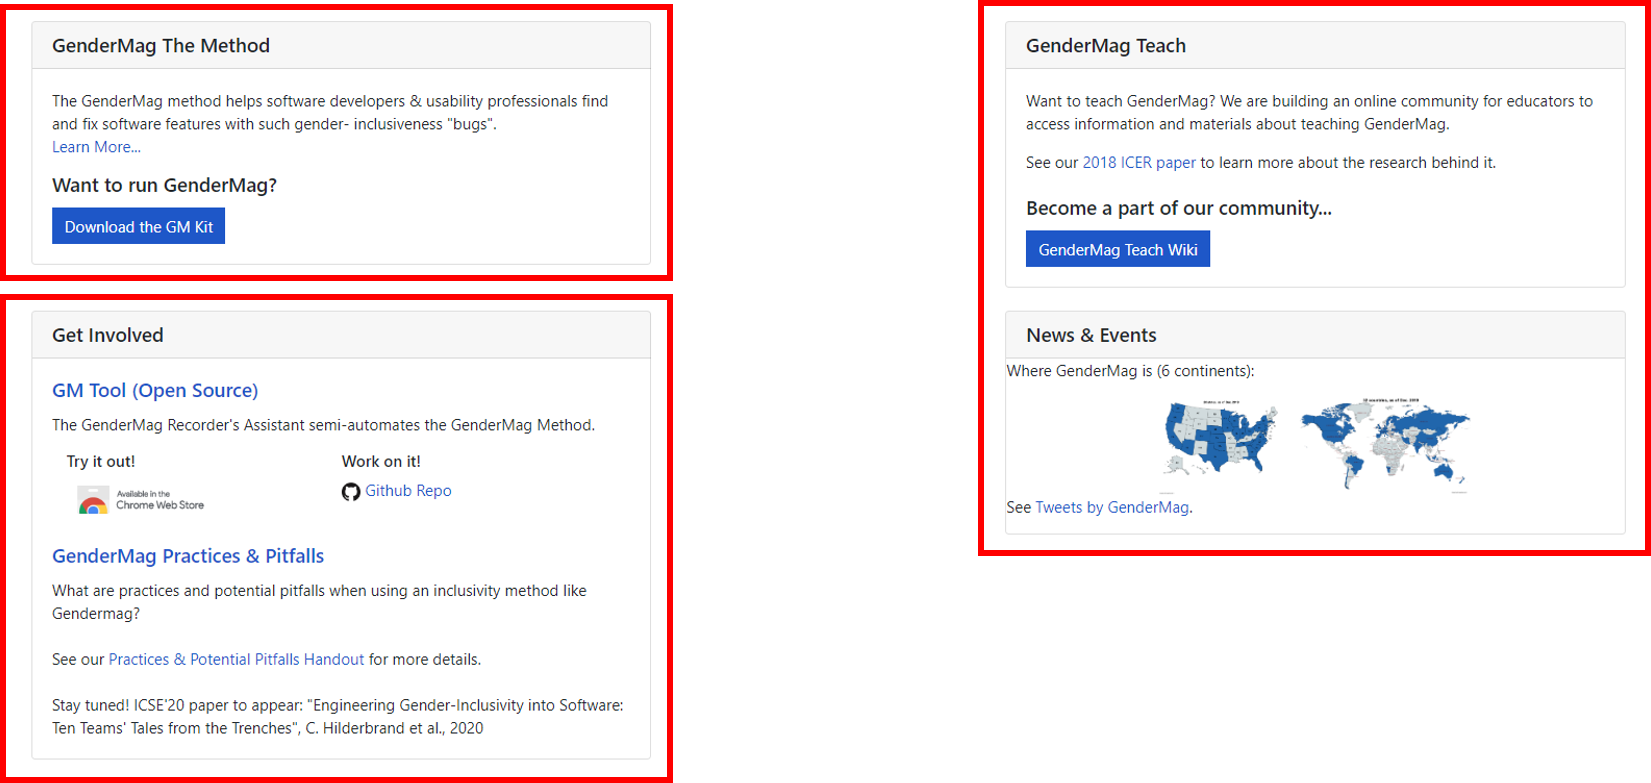 GenderMag The Method
The GenderMag method helps software developers & usability professionals find
and fix software features with such gender- inclusiveness "bugs".
Learn More...
Want to run GenderMag?
Download the GM Kit
Get Involved
GM Tool (Open Source)
The GenderMag Recorder's Assistant semi-automates the GenderMag Method.
Try it out!
Available in the
Chrome Web Store
Work on it!
Github Repo
GenderMag Practices & Pitfalls
What are practices and potential pitfalls when using an inclusivity method like
Gendermag?
See our Practices & Potential Pitfalls Handout for more details.
Stay tuned! ICSE'20 paper to appear: "Engineering Gender-Inclusivity into Software:
Ten Teams' Tales from the Trenches", C. Hilderbrand et al., 2020
GenderMag Teach
Want to teach GenderMag? We are building an online community for educators to
access information and materials about teaching GenderMag.
See our 2018 ICER paper to learn more about the research behind it.
Become a part of our community...
GenderMag Teach Wiki
News & Events
Where GenderMag is (6 continents):
See Tweets by GenderMag.